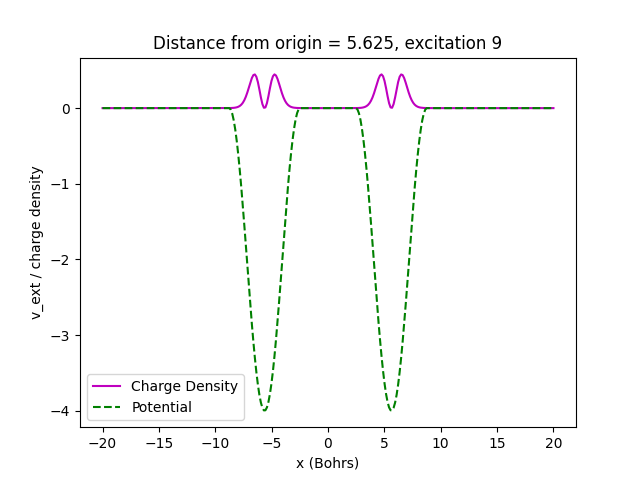 Distance from origin = 5.625, excitation 9
0
−1
−2
−3
−4
v_ext / charge density
Charge Density
Potential
−20
−15
−10
−5
0
5
10
15
20
x (Bohrs)